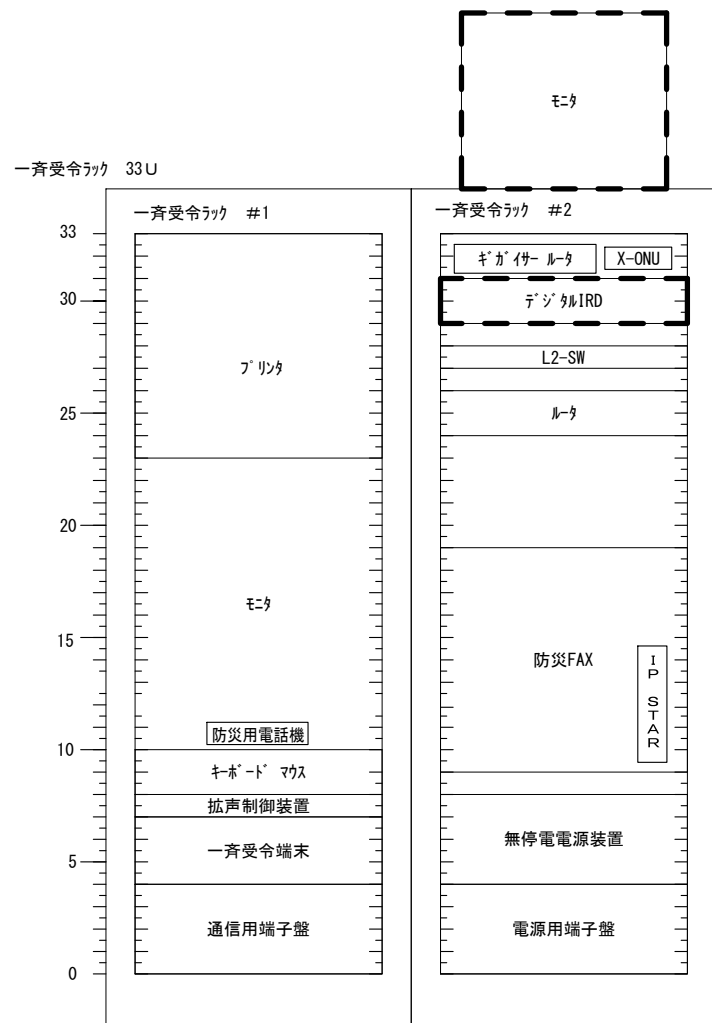 モニタ
一斉受令ラック 33U
一斉受令ラック #1
一斉受令ラック #2
33
30
25
20
15
10
5
0
プリンタ
モニタ
防災用電話機
キーボード マウス
拡声制御装置
一斉受令端末
通信用端子盤
ギガイサールータ
X-ONU
デジタルIRD
L2-SW
ルータ
防災FAX
IP STAR
無停電電源装置
電源用端子盤